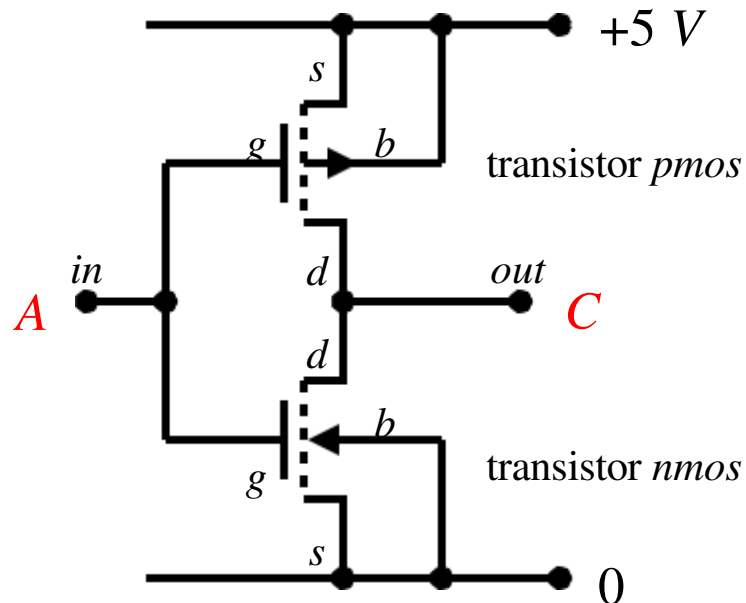 +5 V
s
g b
transistor pmos
in d out
A C
d
b
g
transistor nmos
s
0